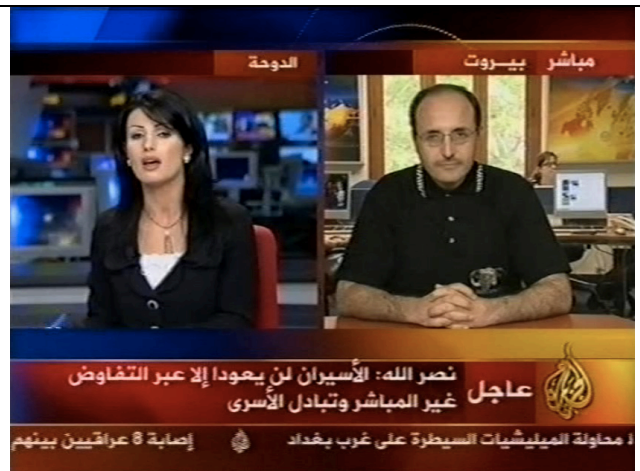 مباشر بيـــروت
الدوحة
عاجل
نصر الله: الأسيران لن يعودا إلا عبر التفاوض
غير المباشر وتبادل الأسرى
محاولة الميليشيات السيطرة على غرب بغداد
إصابة 8 عراقيين بينهم